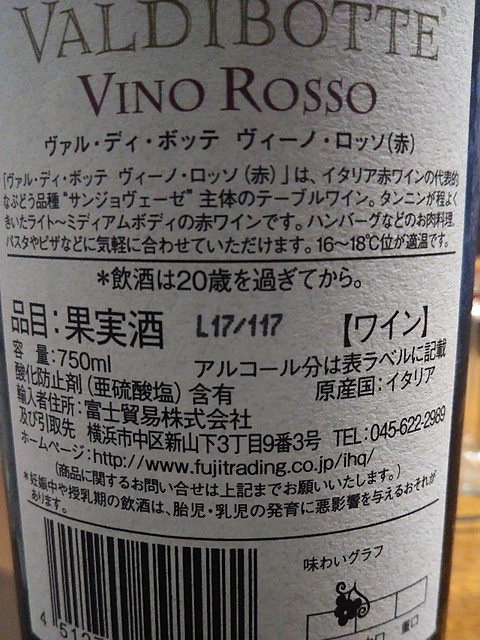 VALDIBOTTE
VINO ROSSO
ヴァル・ディ・ボッテ ヴィーノ・ロッソ(赤)
「ヴァル・ディ・ボッテ ヴィーノ・ロッソ(赤)」は、イタリア赤ワインの代表的
なぶどう品種“サンジョヴェーゼ”主体のテーブルワイン。タンニンが程よく
きいたライト〜ミディアムボディの赤ワインです。ハンバーグなどのお肉料理、
パスタやピザなどに気軽に合わせていただけます。16〜18℃位が適温です。
*飲酒は20歳を過ぎてから。
品目:果実酒 L17/117 【ワイン】
容量:750ml アルコール分は表ラベルに記載
酸化防止剤(亜硫酸塩)含有 原産国:イタリア
輸入者住所:富士貿易株式会社
及び引取先 横浜市中区新山下3丁目9番3号 TEL:045-622-2989
ホームページ:http://www.fujitrading.co.jp/ihq/
(商品に関するお問い合せは上記までお願いいたします。)
*妊娠中や授乳期の飲酒は、胎児・乳児の発育に悪影響を与えるおそれが
あります。
味わいグラフ